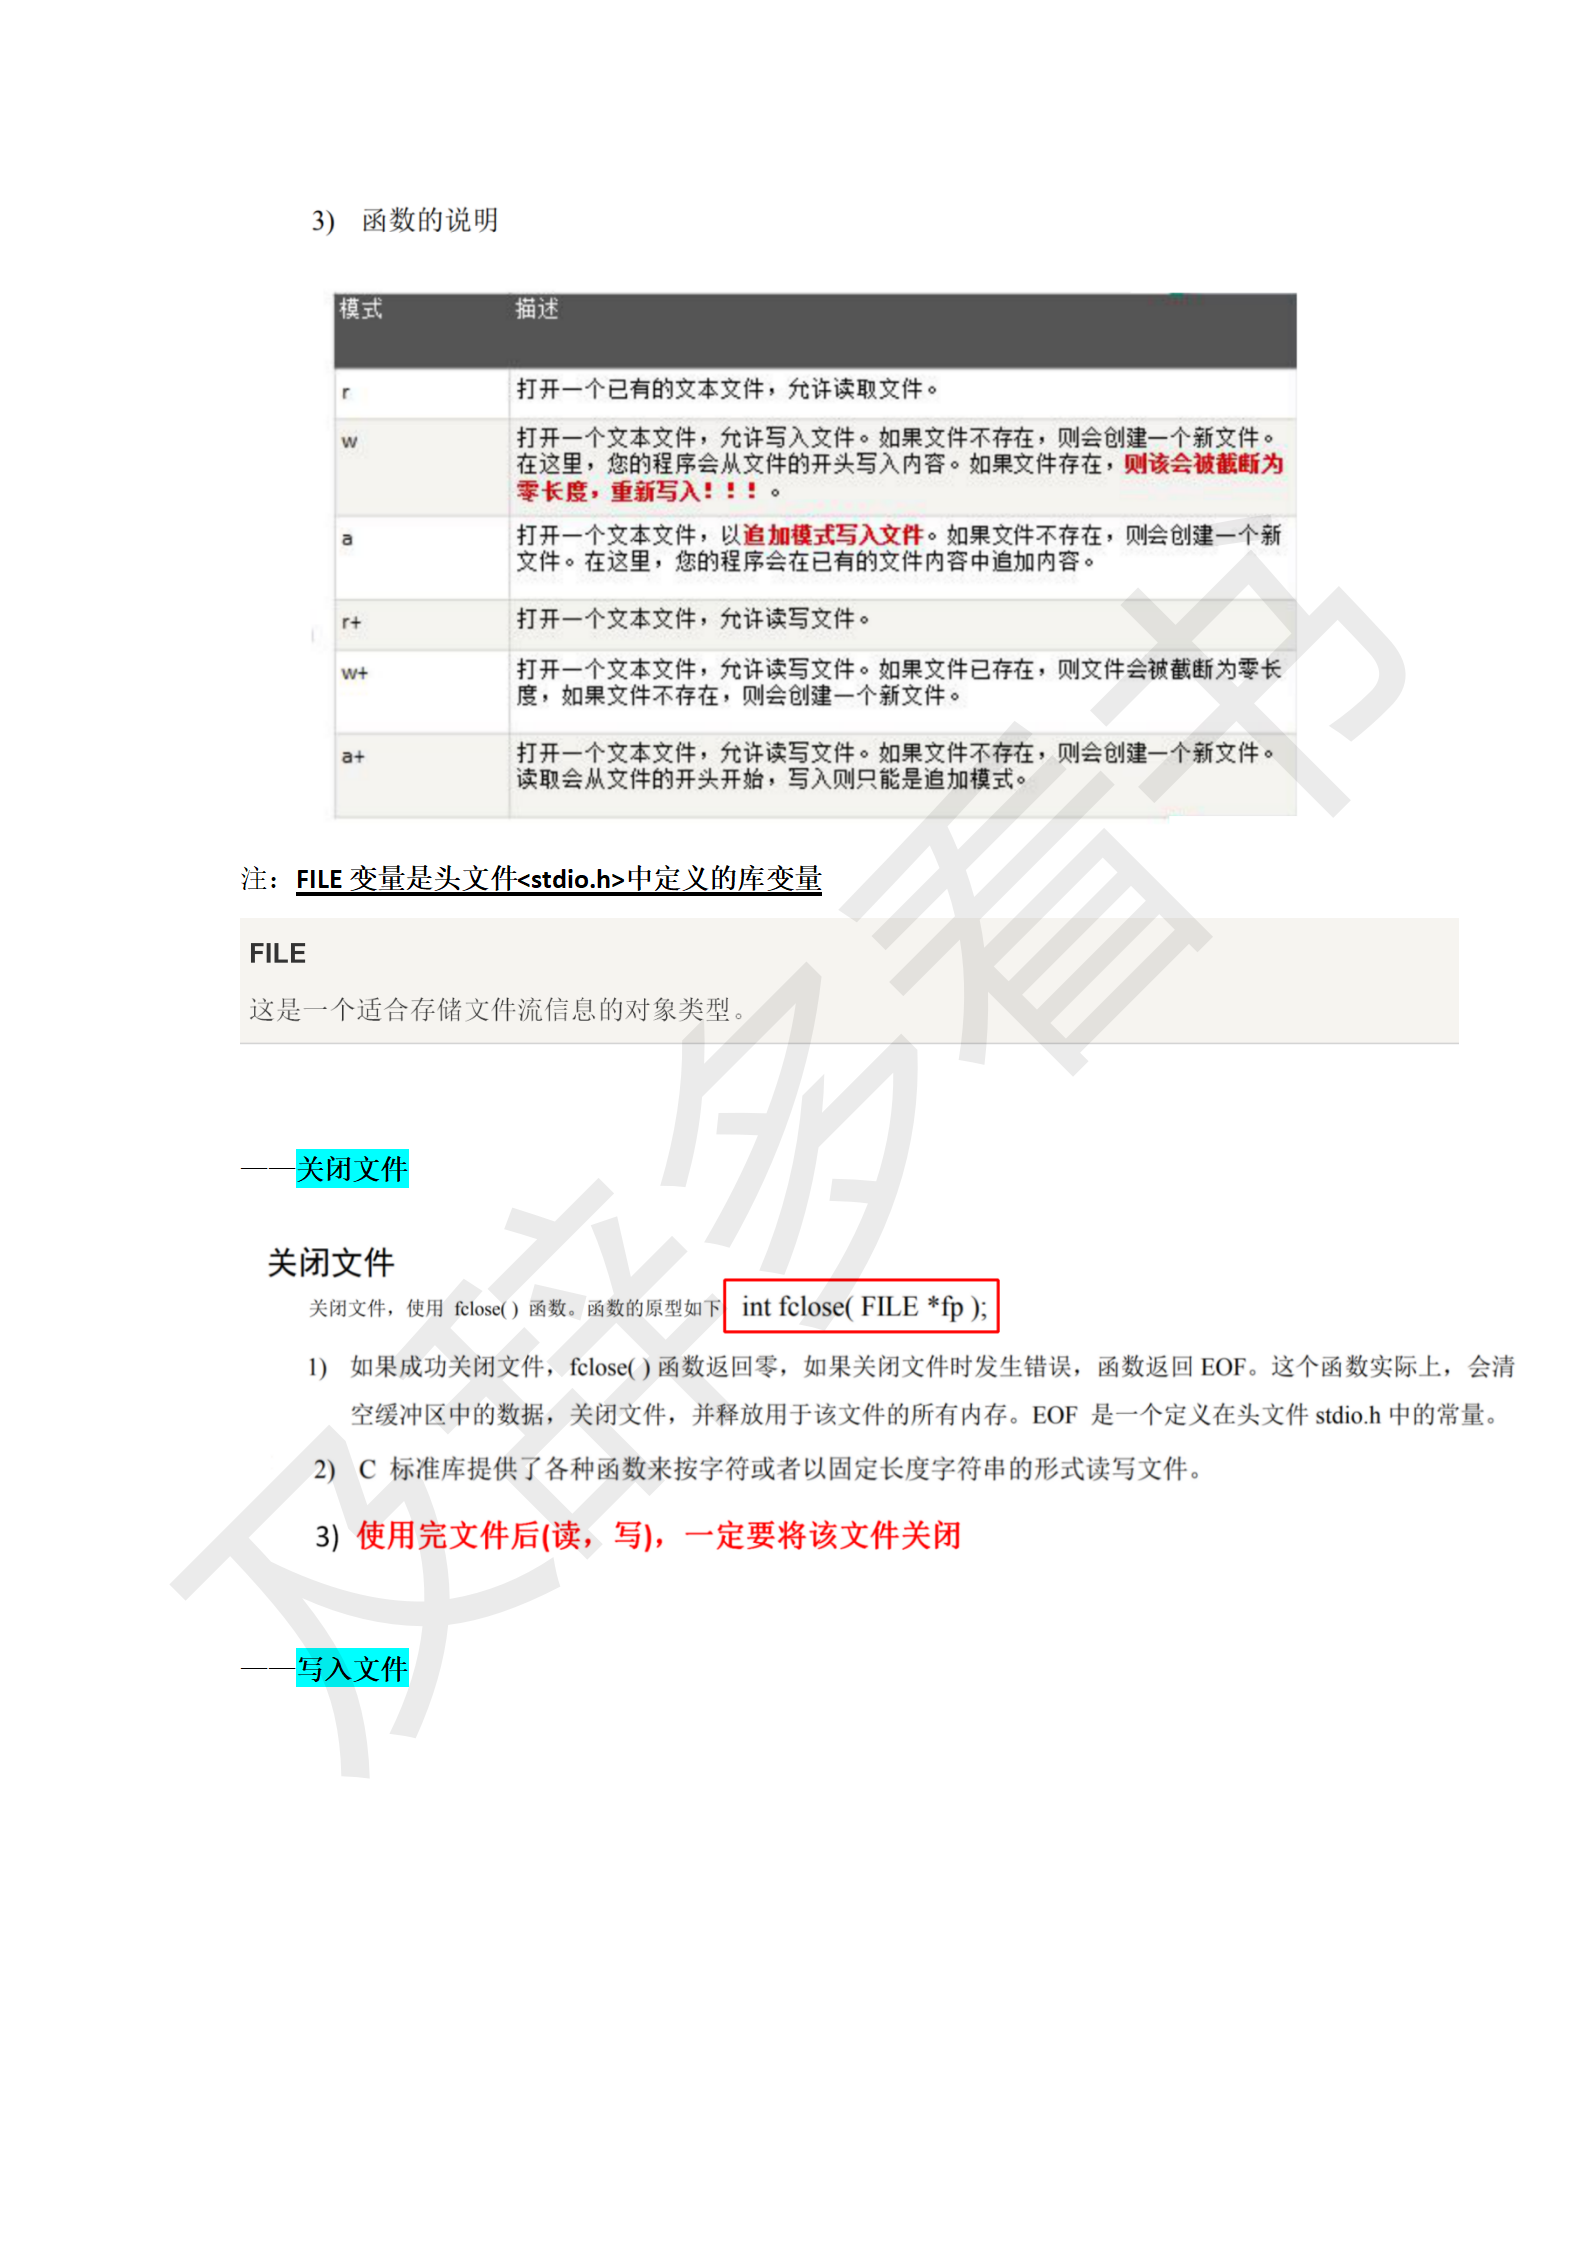 3) 函数的说明
模式 描述
r 打开一个已有的文本文件，允许读取文件。
w 打开一个文本文件，允许写入文件。如果文件不存在，则会创建一个新文件。
在这里，您的程序会从文件的开头写入内容。如果文件存在，则该会被截断为
零长度，重新写入！！！。
a 打开一个文本文件，以追加模式写入文件。如果文件不存在，则会创建一个新
文件。在这里，您的程序会在已有的文件内容中追加内容。
r+ 打开一个文本文件，允许读写文件。
w+ 打开一个文本文件，允许读写文件。如果文件已存在，则文件会被截断为零长
度，如果文件不存在，则会创建一个新文件。
a+ 打开一个文本文件，允许读写文件。如果文件不存在，则会创建一个新文件。
读取会从文件的开头开始，写入则只能是追加模式。
注：FILE 变量是头文件<stdio.h>中定义的库变量
FILE
这是一个适合存储文件流信息的对象类型。
——关闭文件
关闭文件
关闭文件，使用 fclose( ) 函数。函数的原型如下 int fclose( FILE *fp );
1) 如果成功关闭文件，fclose( ) 函数返回零，如果关闭文件时发生错误，函数返回 EOF。这个函数实际上，会清
空缓冲区中的数据，关闭文件，并释放用于该文件的所有内存。EOF 是一个定义在头文件 stdio.h 中的常量。
2) C 标准库提供了各种函数来按字符或者以固定长度字符串的形式读写文件。
3) 使用完文件后(读，写)，一定要将该文件关闭
——写入文件
及辞多看书